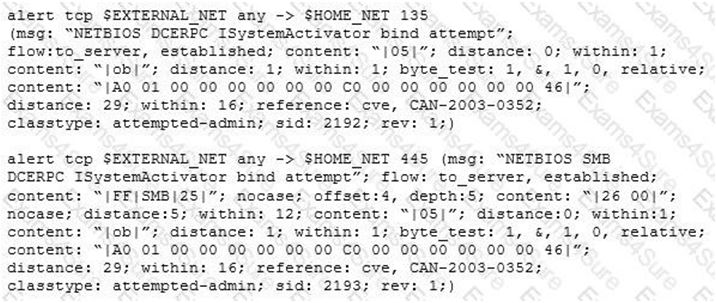 alert tcp $EXTERNAL_NET any -> $HOME_NET 135
(msg: “NETBIOS DCERPC ISystemActivator bind attempt”;
flow:to_server, established; content: “|05|”; distance: 0; within: 1;
content: “|ob|”; distance: 1; within: 1; byte_test: 1, &, 1, 0, relative;
content: “|A0 01 00 00 00 00 00 00 C0 00 00 00 00 00 00 46|”;
distance: 29; within: 16; reference: cve, CAN-2003-0352;
classtype: attempted-admin; sid: 2192; rev: 1;)
alert tcp $EXTERNAL_NET any -> $HOME_NET 445 (msg: “NETBIOS SMB
DCERPC ISystemActivator bind attempt”; flow: to_server, established;
content: “|FF|SMB|25|”; nocase; offset:4, depth:5; content: “|26 00|”;
nocase; distance:5; within: 12; content: “|05|”; distance:0; within:1;
content: “|ob|”; distance: 1; within: 1; byte_test: 1, &, 1, 0, relative;
content: “|A0 01 00 00 00 00 00 00 C0 00 00 00 00 00 00 46|”;
distance: 29; within: 16; reference: cve, CAN-2003-0352;
classtype: attempted-admin; sid: 2193; rev: 1;)
Exams4Sure